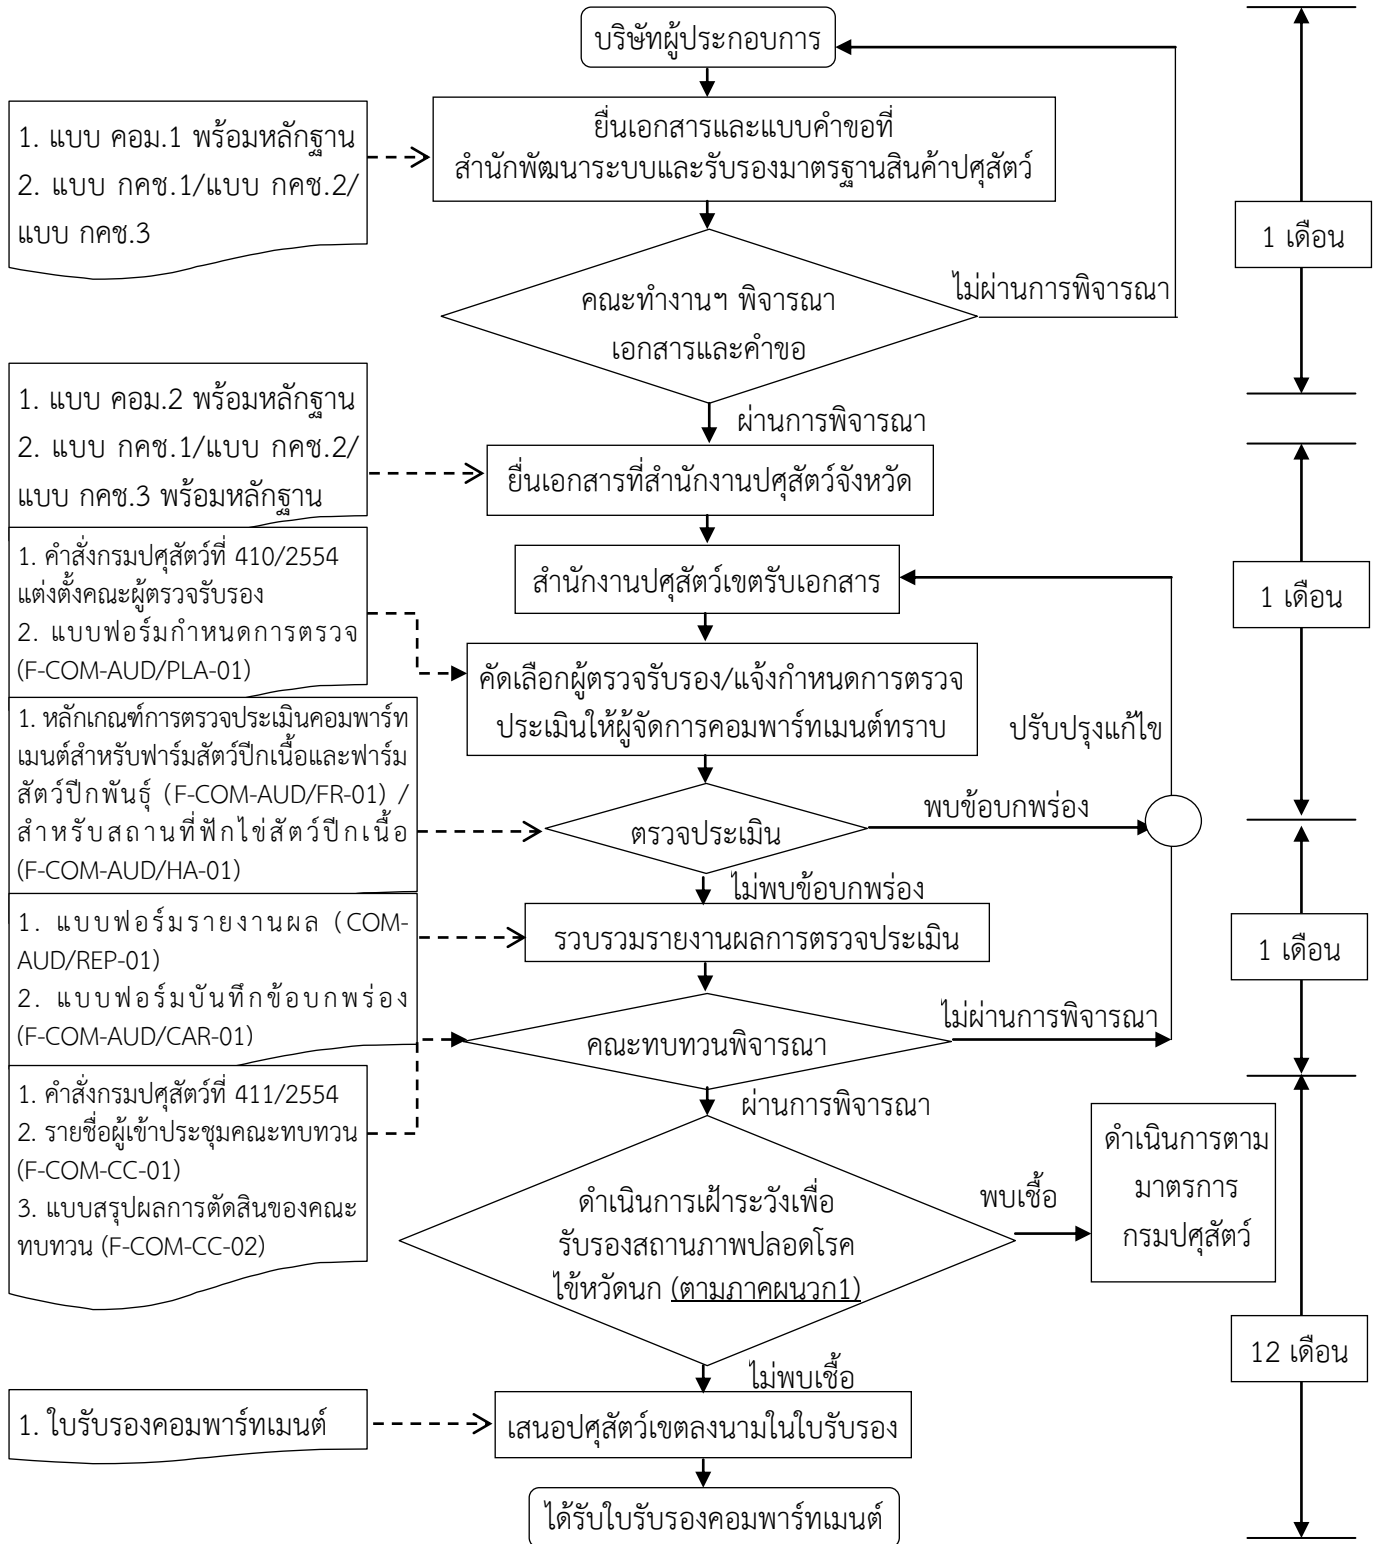 บริษัทผู้ประกอบการ
1. แบบ คอม.1 พร้อมหลักฐาน
2. แบบ กคช.1/แบบ กคช.2/
แบบ กคช.3
ยื่นเอกสารและแบบคำขอที่
สำนักพัฒนาระบบและรับรองมาตรฐานสินค้าปศุสัตว์
1 เดือน
คณะทำงานฯ พิจารณา
เอกสารและคำขอ
ไม่ผ่านการพิจารณา
ผ่านการพิจารณา
1. แบบ คอม.2 พร้อมหลักฐาน
2. แบบ กคช.1/แบบ กคช.2/
แบบ กคช.3 พร้อมหลักฐาน
ยื่นเอกสารที่สำนักงานปศุสัตว์จังหวัด
สำนักงานปศุสัตว์เขตรับเอกสาร
1 เดือน
1. คำสั่งกรมปศุสัตว์ที่ 410/2554
แต่งตั้งคณะผู้ตรวจรับรอง
2. แบบฟอร์มกำหนดการตรวจ
(F-COM-AUD/PLA-01)
คัดเลือกผู้ตรวจรับรอง/แจ้งกำหนดการตรวจ
ประเมินให้ผู้จัดการคอมพาร์ทเมนต์ทราบ
ปรับปรุงแก้ไข
1. หลักเกณฑ์การตรวจประเมินคอมพาร์ท
เมนต์สำหรับฟาร์มสัตว์ปีกเนื้อและฟาร์ม
สัตว์ปีกพันธุ์ (F-COM-AUD/FR-01) /
สำหรับสถานที่ฟักไข่สัตว์ปีกเนื้อ
(F-COM-AUD/HA-01)
ตรวจประเมิน
พบข้อบกพร่อง
ไม่พบข้อบกพร่อง
1. แบบฟอร์มรายงานผล (COM-
AUD/REP-01)
2. แบบฟอร์มบันทึกข้อบกพร่อง
(F-COM-AUD/CAR-01)
รวบรวมรายงานผลการตรวจประเมิน
1 เดือน
คณะทบทวนพิจารณา
ไม่ผ่านการพิจารณา
ผ่านการพิจารณา
1. คำสั่งกรมปศุสัตว์ที่ 411/2554
2. รายชื่อผู้เข้าประชุมคณะทบทวน
(F-COM-CC-01)
3. แบบสรุปผลการตัดสินของคณะ
ทบทวน (F-COM-CC-02)
ดำเนินการเฝ้าระวังเพื่อ
รับรองสถานภาพปลอดโรค
ไข้หวัดนก (ตามภาคผนวก1)
พบเชื้อ
ดำเนินการตาม
มาตรการ
กรมปศุสัตว์
12 เดือน
ไม่พบเชื้อ
1. ใบรับรองคอมพาร์ทเมนต์
เสนอปศุสัตว์เขตลงนามในใบรับรอง
ได้รับใบรับรองคอมพาร์ทเมนต์